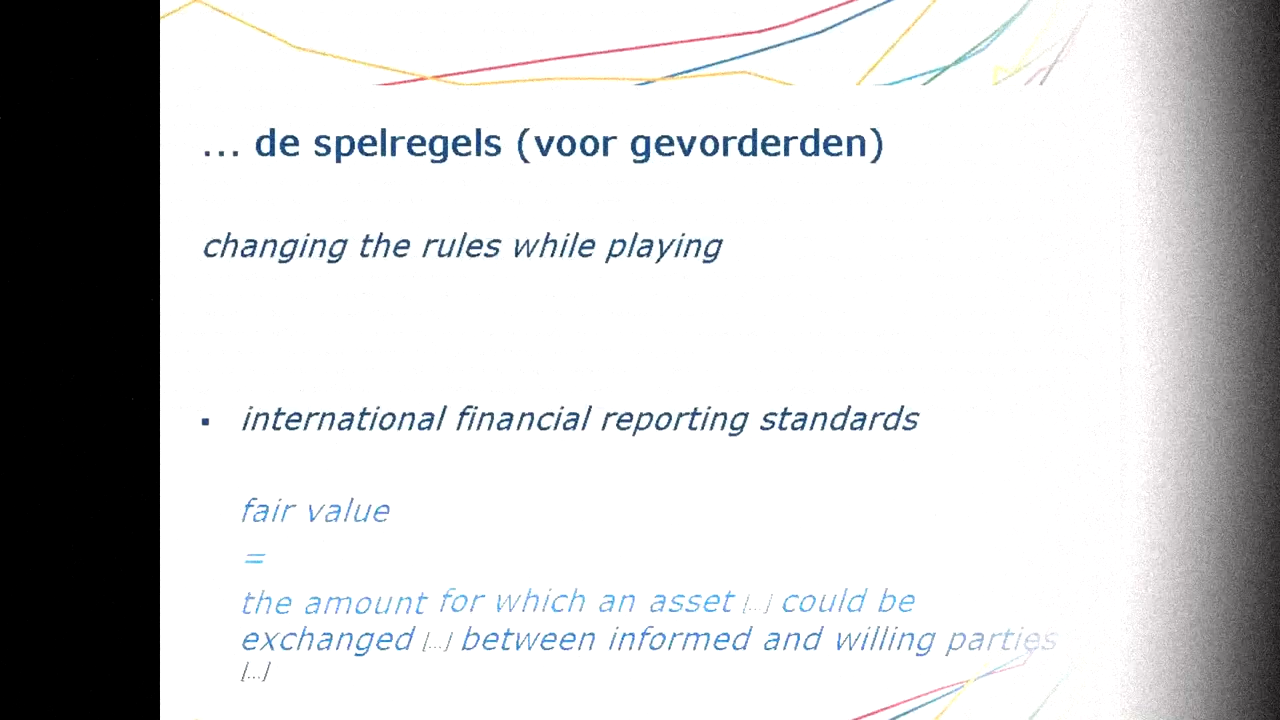 ... de spelregels (voor gevorderden)
changing the rules while playing
▪ international financial reporting standards
fair value
=
the amount for which an asset [...] could be
exchanged [...] between informed and willing parties
[...]